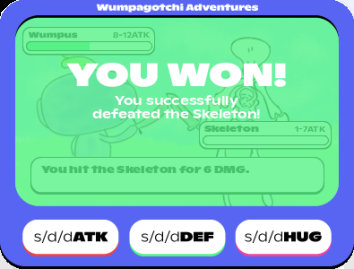 Wumpagotchi Adventures
Wumpus 8-12ATK
YOU WON!
You successfully
defeated the Skeleton!
Skeleton 1-7ATK
You hit the Skeleton for 6 DMG.
s/d/dATK s/d/dDEF s/d/dHUG